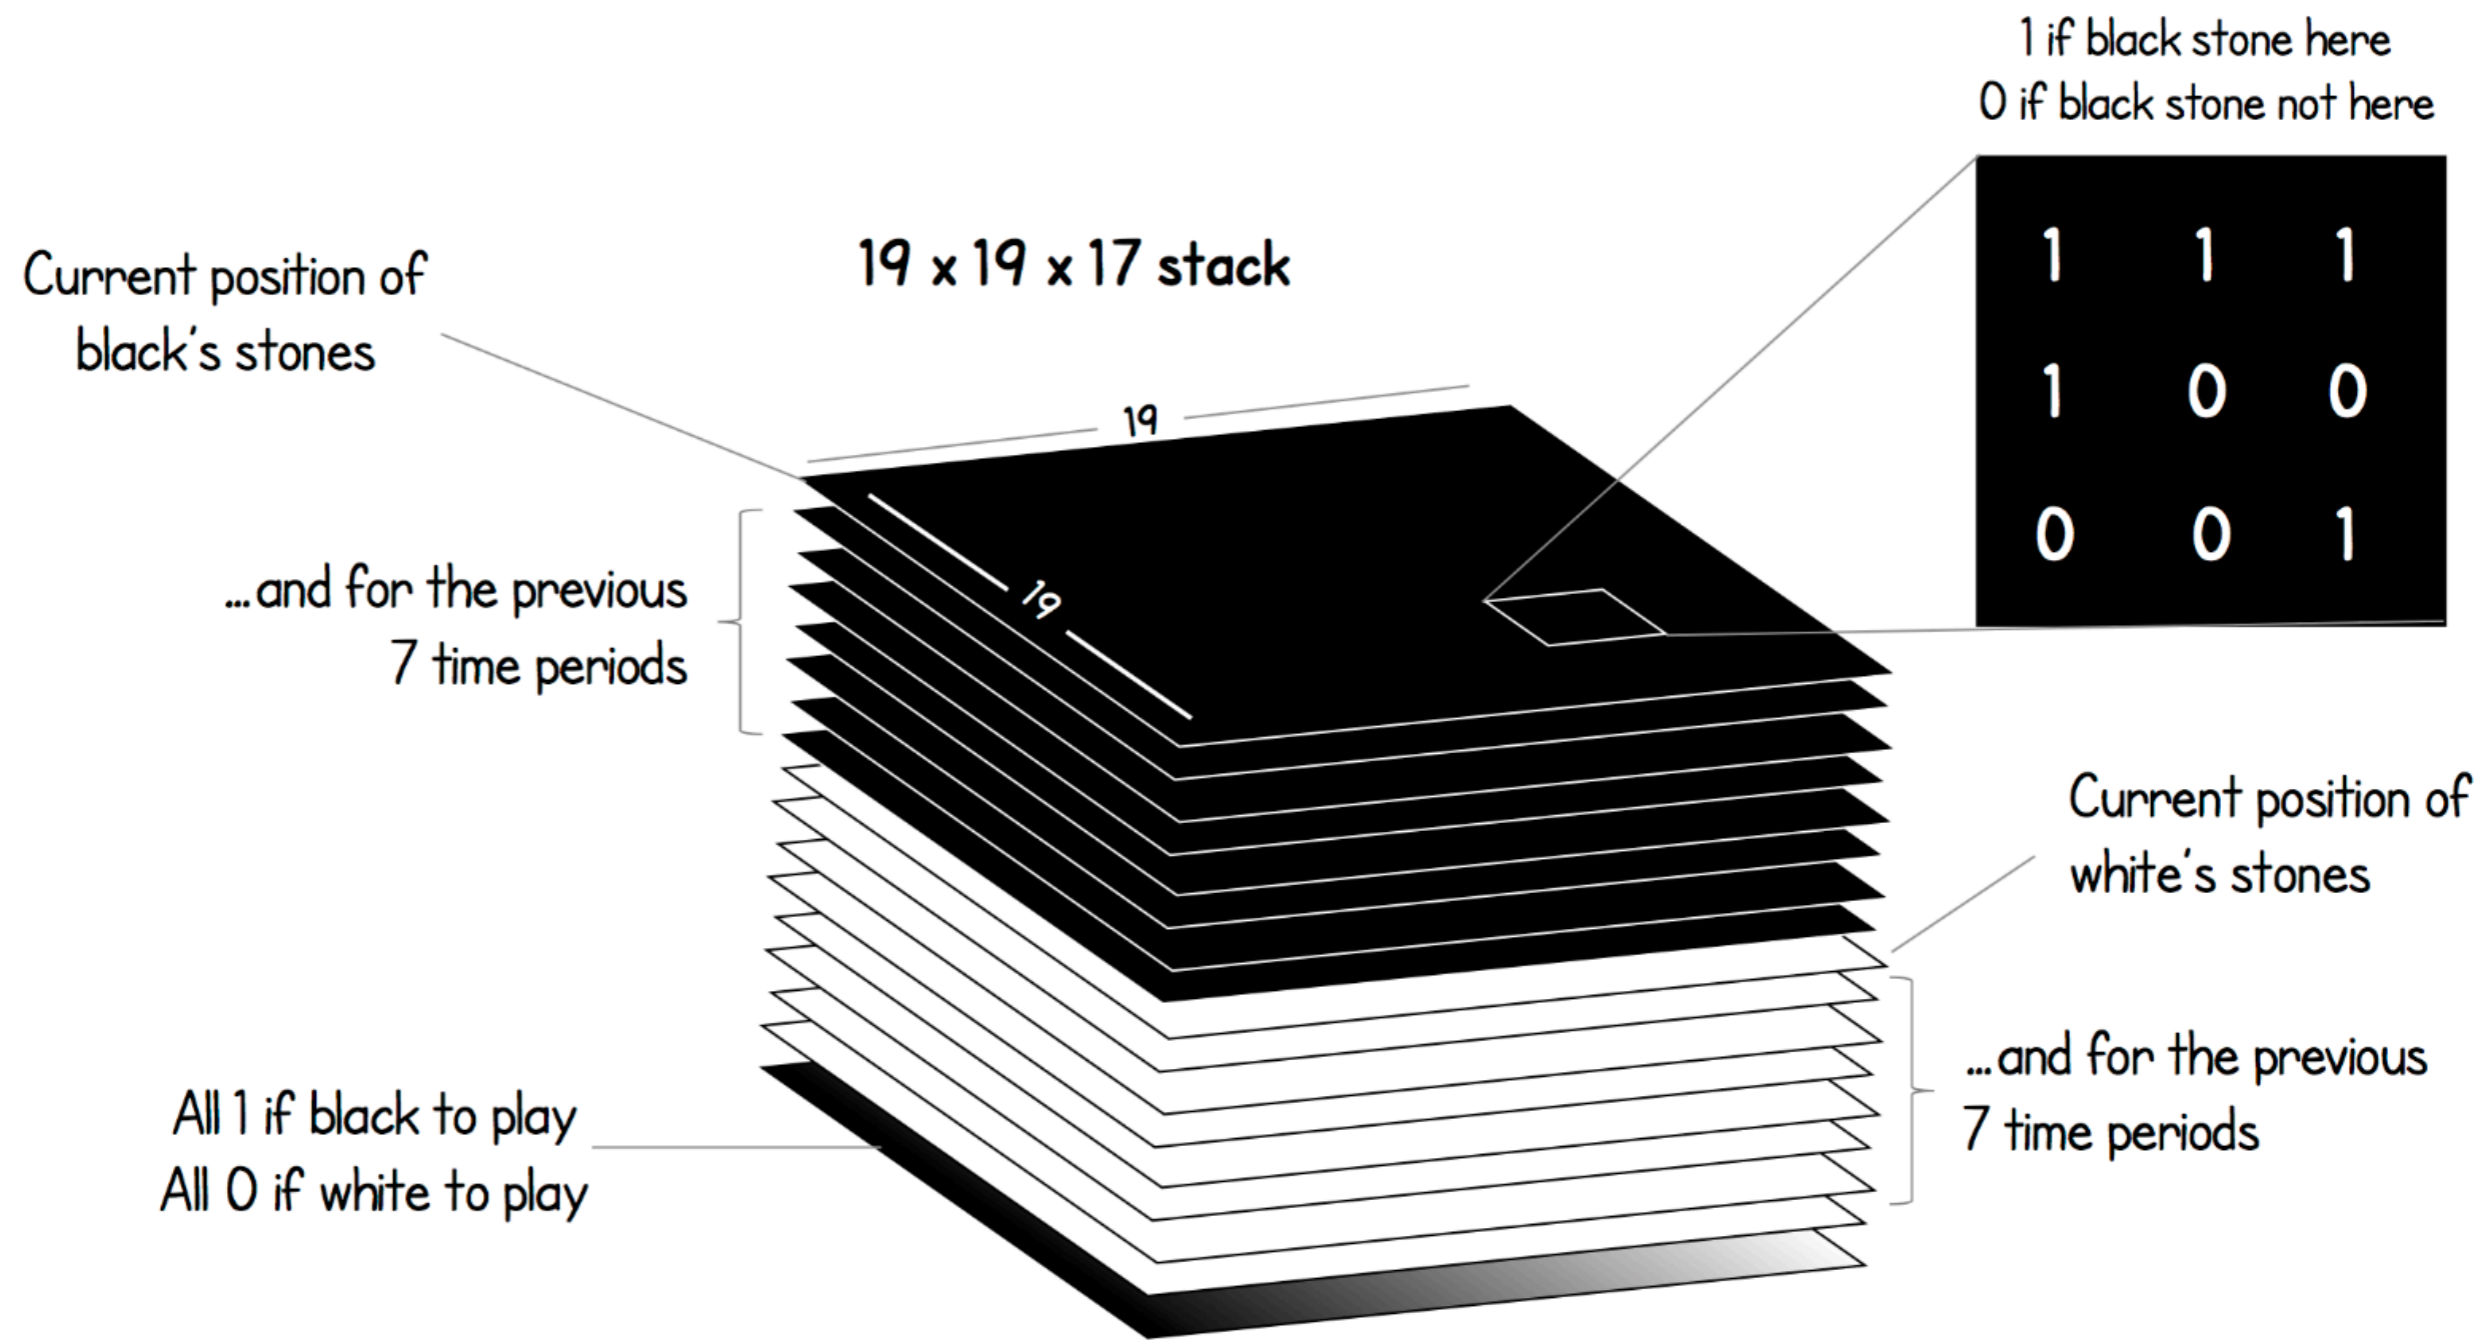 1 if black stone here
0 if black stone not here
1 1 1
1 0 0
0 0 1
19 x 19 x 17 stack
Current position of
black's stones
19
19
...and for the previous
7 time periods
Current position of
white's stones
...and for the previous
7 time periods
All 1 if black to play
All 0 if white to play